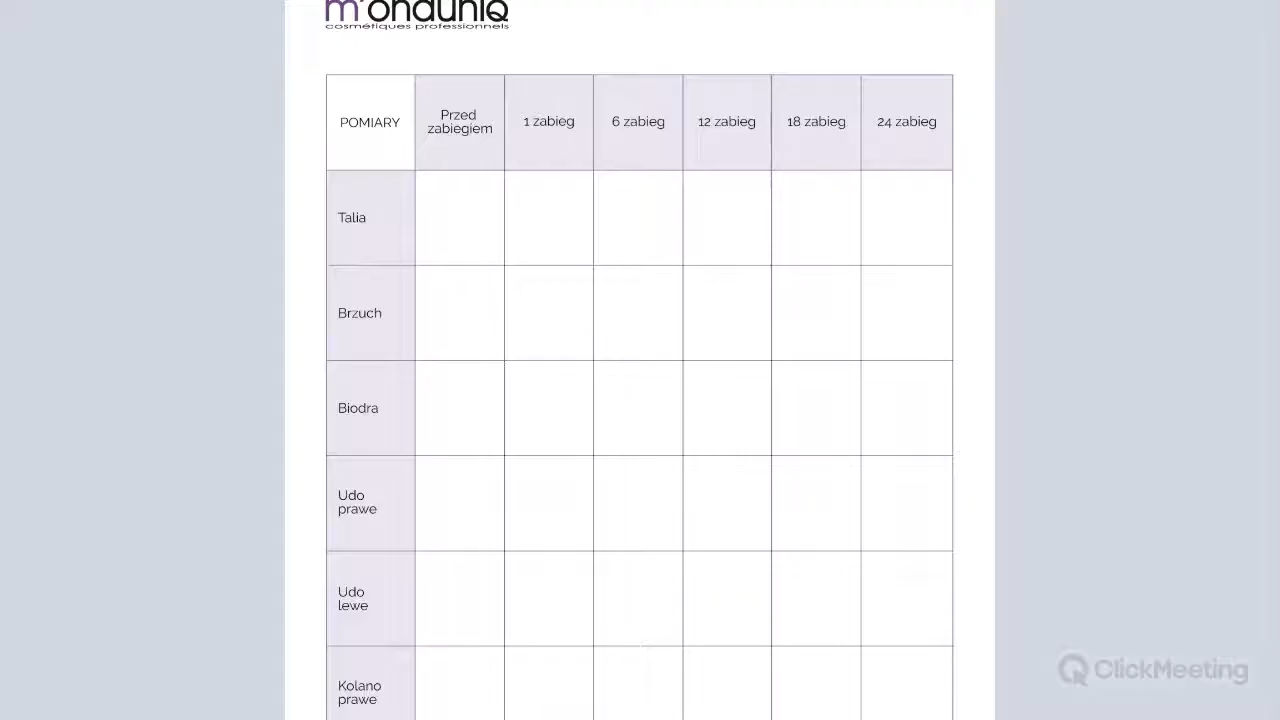 m'onduniq
cosmétiques professionnels
POMIARY
Przed
zabiegiem
1 zabieg
6 zabieg
12 zabieg
18 zabieg
24 zabieg
Talia
Brzuch
Biodra
Udo
prawe
Udo
lewe
Kolano
prawe
ClickMeeting